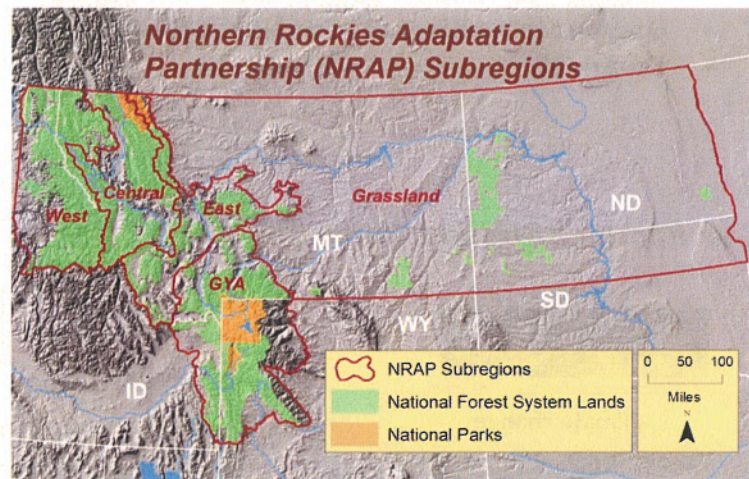 Northern Rockies Adaptation
Partnership (NRAP) Subregions
West
Central
East
Grassland
ND
MT
GYA
SD
WY
ID
NRAP Subregions
National Forest System Lands
National Parks
0 50 100
Miles
N